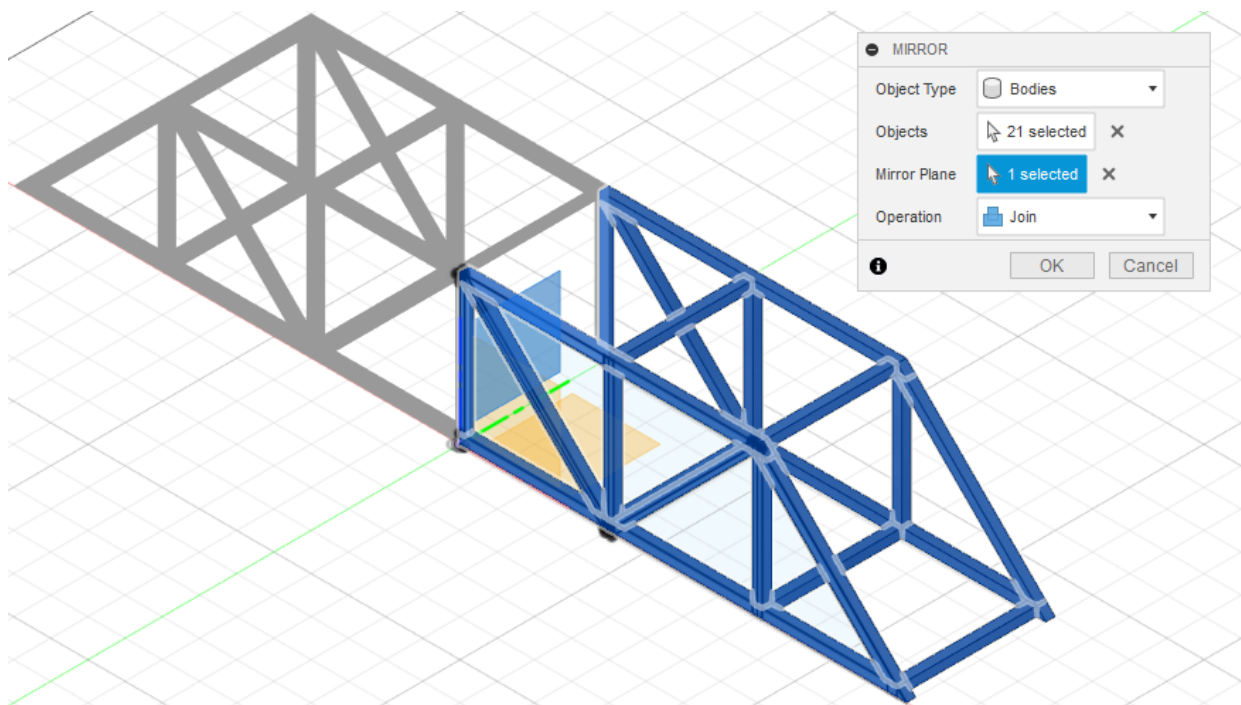 MIRROR
Object Type Bodies
Objects 21 selected
Mirror Plane 1 selected
Operation Join
OK Cancel